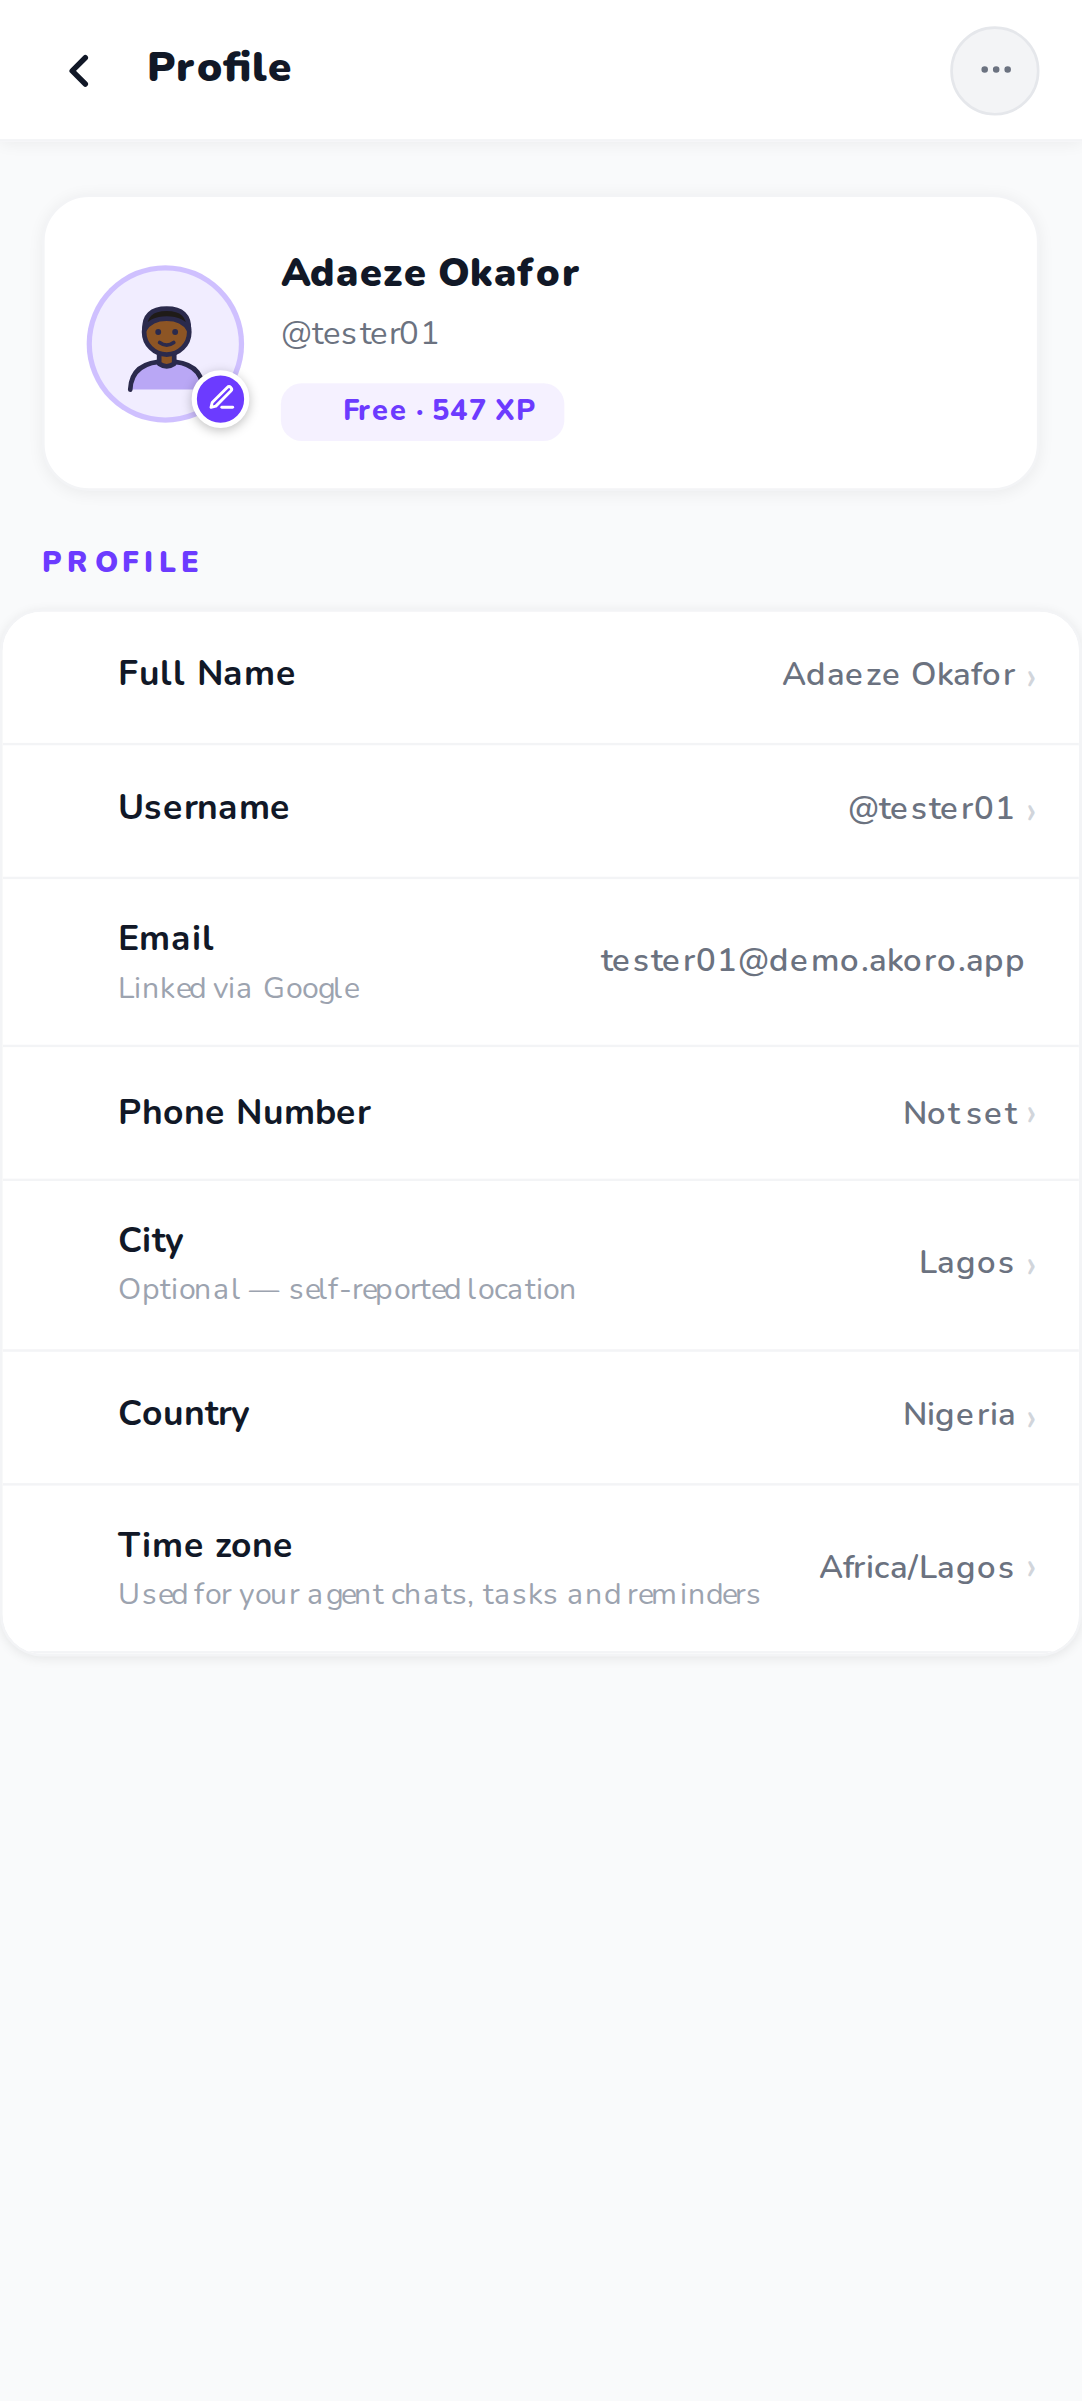 Profile
Adaeze Okafor
@tester01
Free · 547 XP
PROFILE
Full Name
Adaeze Okafor ›
Username
@tester01 ›
Email
Linked via Google
tester01@demo.akoro.app
Phone Number
Not set ›
City
Optional — self-reported location
Lagos ›
Country
Nigeria ›
Time zone
Used for your agent chats, tasks and reminders
Africa/Lagos ›